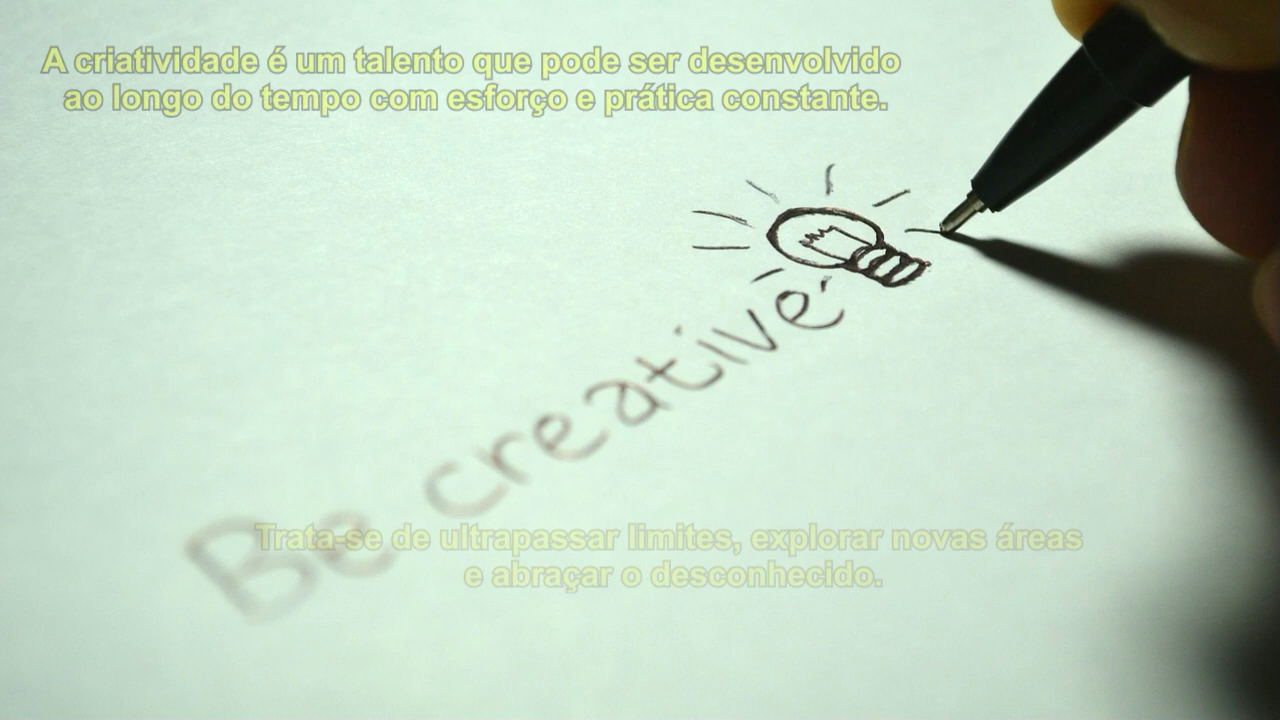 A criatividade é um talento que pode ser desenvolvido
ao longo do tempo com esforço e prática constante.
Be creative
Trata-se de ultrapassar limites, explorar novas áreas
e abraçar o desconhecido.